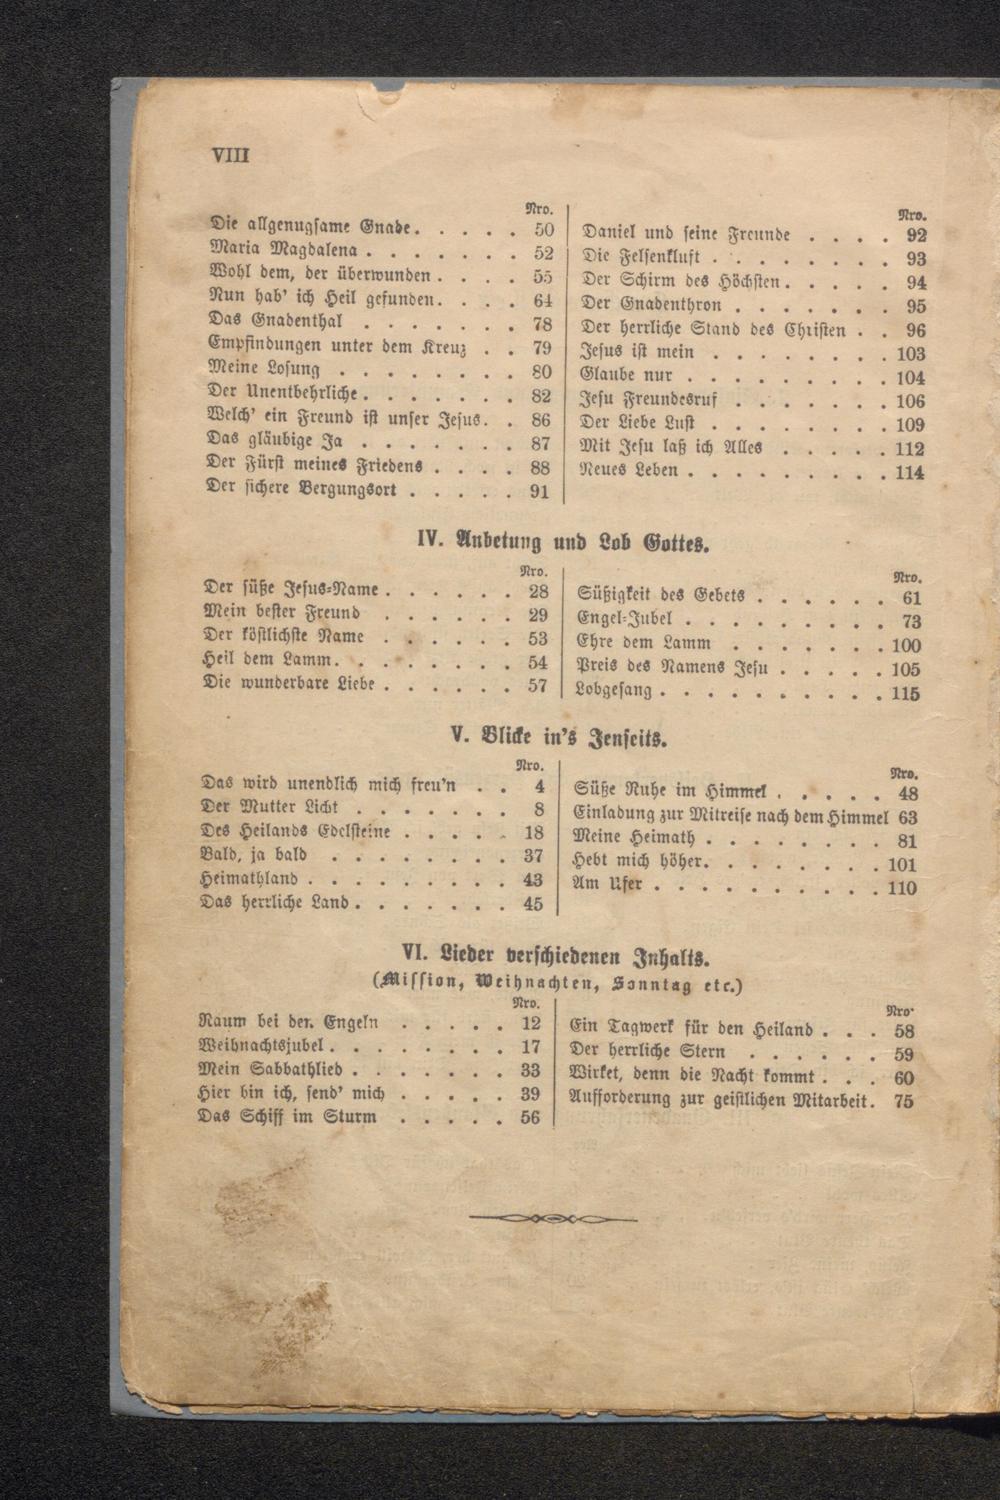 VIII
Nro.
Die allgenugsame Gnade. . . . . 50
Maria Magdalena . . . . . . . 52
Wohl dem, der überwunden . . . . 55
Nun hab' ich Heil gefunden. . . . 64
Das Gnadenthal . . . . . . . 78
Empfindungen unter dem Kreuz . . 79
Meine Losung . . . . . . . . 80
Der Unentbehrliche . . . . . . . 82
Welch' ein Freund ist unser Jesus. . 86
Das gläubige Ja . . . . . . . 87
Der Fürst meines Friedens . . . . 88
Der sichere Bergungsort . . . . . 91
Nro.
Daniel und seine Freunde . . . . 92
Die Felsenkluft . . . . . . . . 93
Der Schirm des Höchsten . . . . . 94
Der Gnadenthron . . . . . . . 95
Der herrliche Stand des Christen . . 96
Jesus ist mein . . . . . . . . 103
Glaube nur . . . . . . . . . 104
Jesu Freundesruf . . . . . . . 106
Der Liebe Lust . . . . . . . . 109
Mit Jesu laß ich Alles . . . . . 112
Neues Leben . . . . . . . . . 114
IV. Anbetung und Lob Gottes.
Nro.
Der süße Jesus-Name . . . . . . 28
Mein bester Freund . . . . . . 29
Der köstlichste Name . . . . . . 53
Heil dem Lamm. . . . . . . . 54
Die wunderbare Liebe . . . . . . 57
Nro.
Süßigkeit des Gebets . . . . . . 61
Engel-Jubel . . . . . . . . . 73
Ehre dem Lamm . . . . . . . 100
Preis des Namens Jesu . . . . . 105
Lobgesang . . . . . . . . . . 115
V. Blicke in's Jenseits.
Nro.
Das wird unendlich mich freu'n . . 4
Der Mutter Licht . . . . . . . 8
Des Heilands Edelsteine . . . . . 18
Bald, ja bald . . . . . . . . 37
Heimathland . . . . . . . . . 43
Das herrliche Land . . . . . . . 45
Nro.
Süße Ruhe im Himmel . . . . . 48
Einladung zur Mitreise nach dem Himmel 63
Meine Heimath . . . . . . . . 81
Hebt mich höher. . . . . . . . 101
Am Ufer . . . . . . . . . . 110
VI. Lieder verschiedenen Inhalts.
(Mission, Weihnachten, Sonntag etc.)
Nro.
Raum bei den Engeln . . . . . 12
Weihnachtsjubel . . . . . . . . 17
Mein Sabbathlied . . . . . . . 33
Hier bin ich, send' mich . . . . . 39
Das Schiff im Sturm . . . . . 56
Nro.
Ein Tagwerk für den Heiland . . . 58
Der herrliche Stern . . . . . . 59
Wirket, denn die Nacht kommt . . . 60
Aufforderung zur geistlichen Mitarbeit. 75